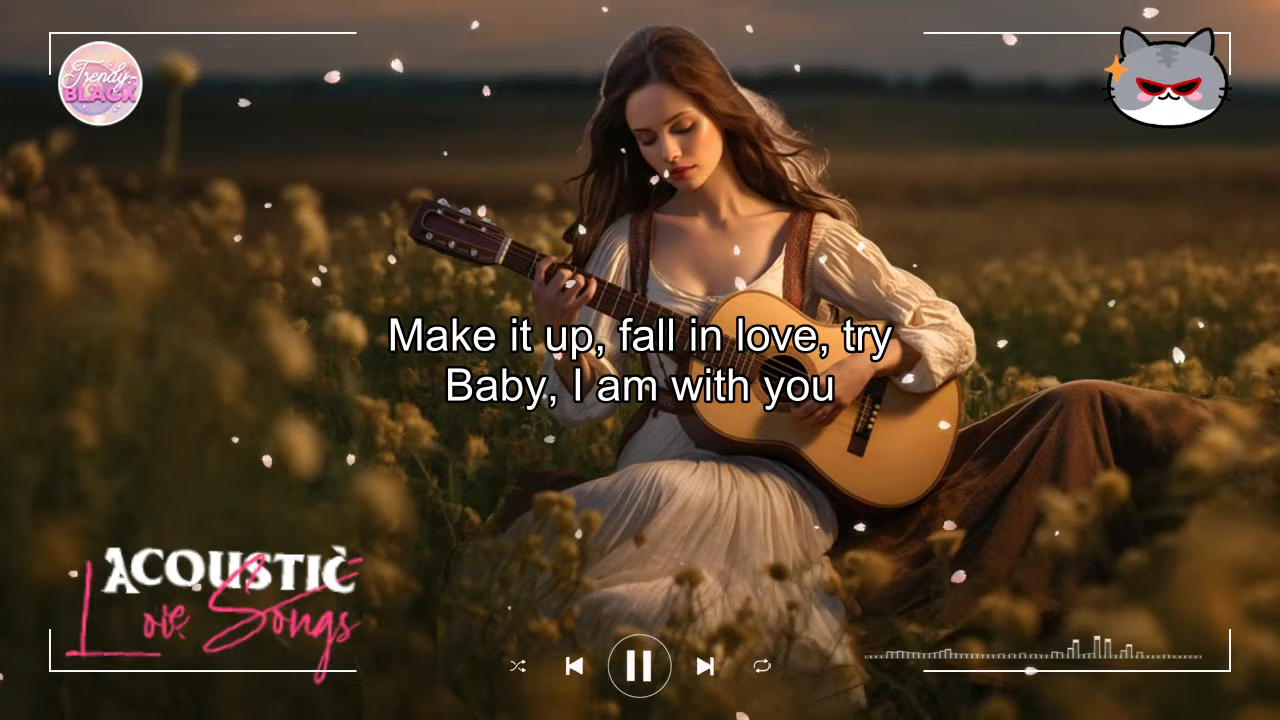 Trendy
BLACK
Make it up, fall in love, try
Baby, I am with you
ACOUSTIC
Love Songs